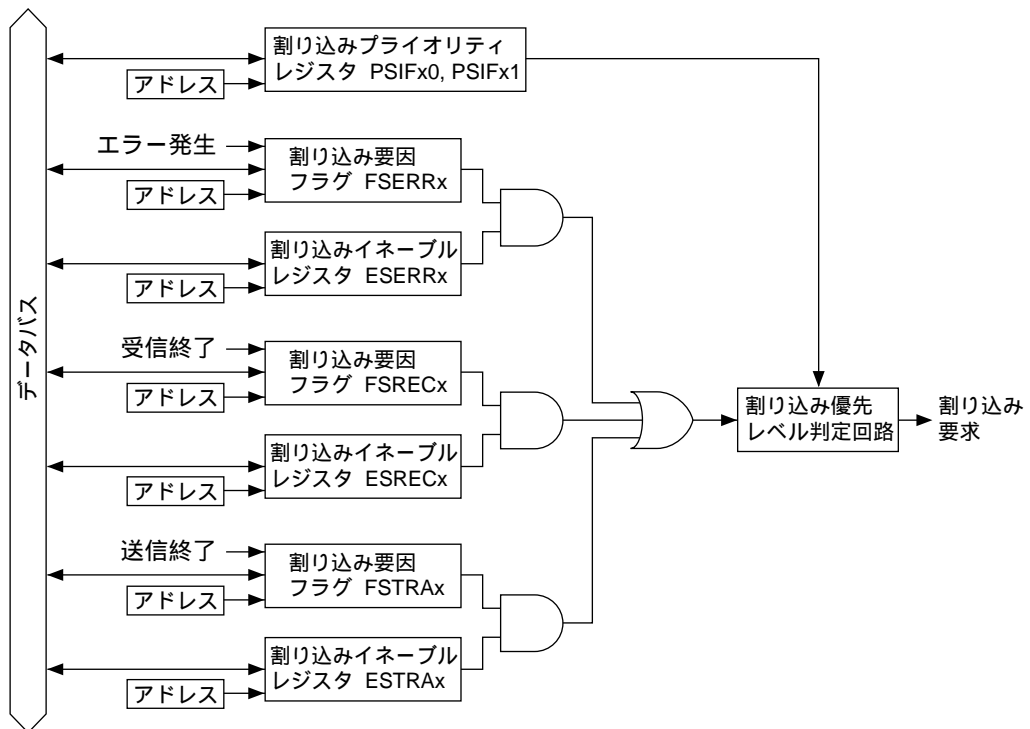 割り込みプライオリティ
レジスタ PSIFx0, PSIFx1
アドレス
エラー発生
割り込み要因
フラグ FSERRx
アドレス
割り込みイネーブル
レジスタ ESERRx
アドレス
データバス
受信終了
割り込み要因
フラグ FSRECx
アドレス
割り込みイネーブル
レジスタ ESRECx
アドレス
割り込み優先
レベル判定回路
割り込み
要求
送信終了
割り込み要因
フラグ FSTRAx
アドレス
割り込みイネーブル
レジスタ ESTRAx
アドレス